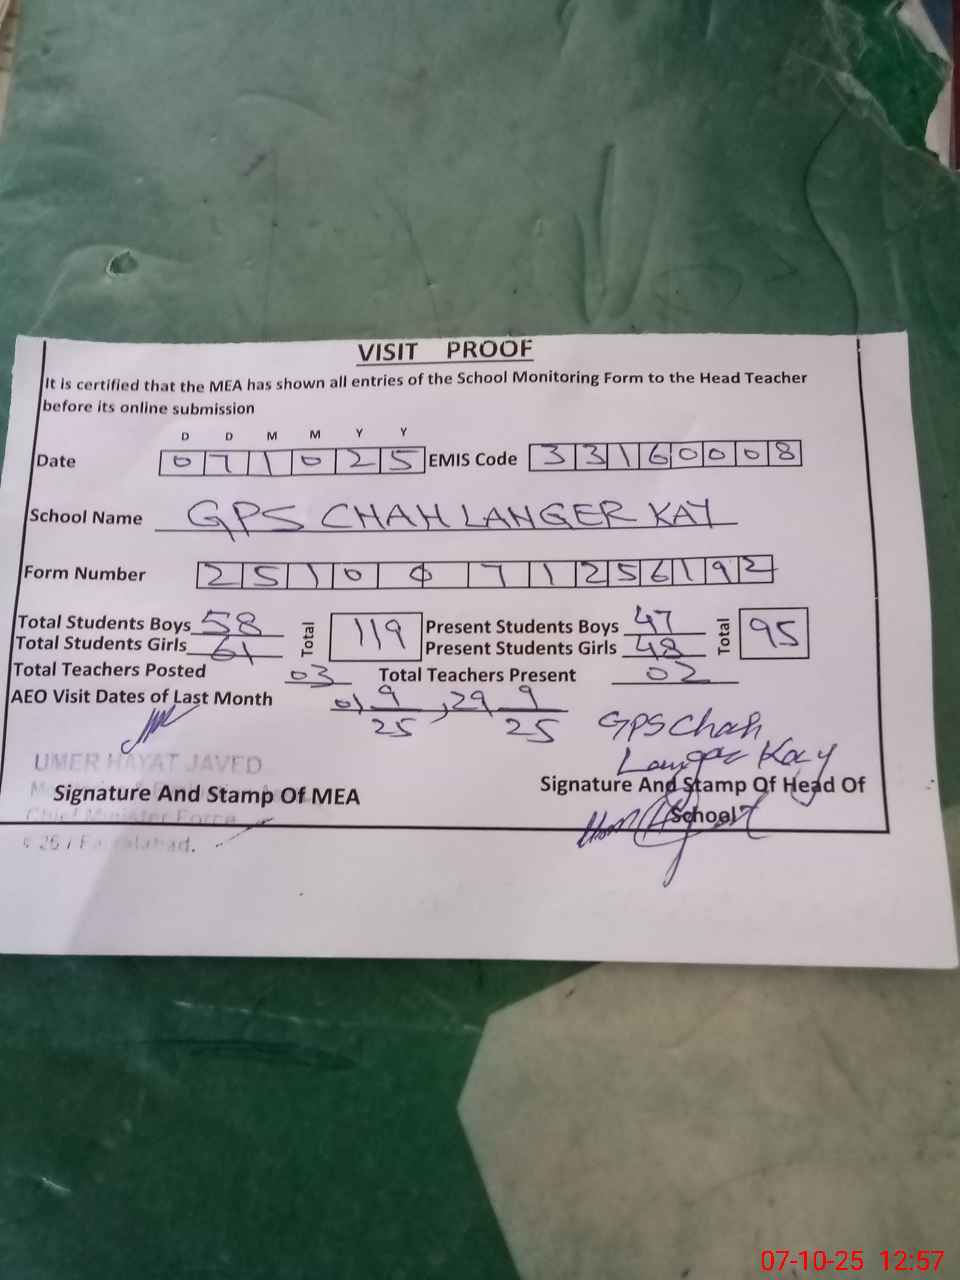 VISIT PROOF
It is certified that the MEA has shown all entries of the School Monitoring Form to the Head Teacher
before its online submission
D D M M Y Y
Date 0 7 1 0 2 5 EMIS Code 3 3 1 6 0 0 0 8
School Name GPS CHAH LANGER KAY
Form Number 2 5 1 0 0 7 1 2 5 6 1 9 2
Total Students Boys 58 Total 119 Present Students Boys 47 Total 95
Total Students Girls 61 Present Students Girls 48
Total Teachers Posted 03 Total Teachers Present 02
AEO Visit Dates of Last Month 01 9/25, 29 9/25
GPS Chah
Langer Kay
UMER HAYAT JAVED
Signature And Stamp Of MEA
Signature And Stamp Of Head Of
School
Chief Minister Force
Faisalabad.
07-10-25 12:57